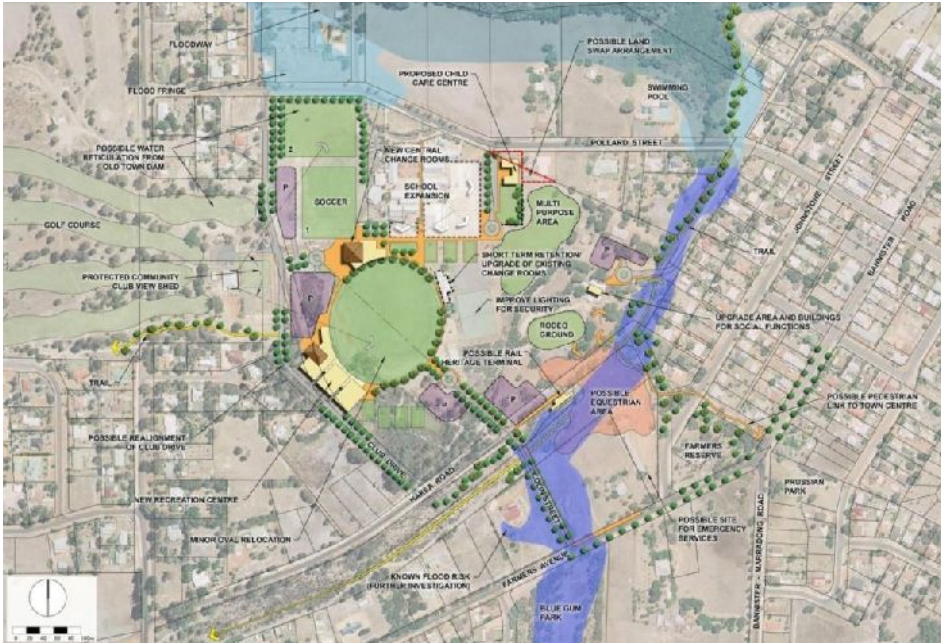 FLOODWAY
FLOOD FRINGE
POSSIBLE LAND
SWAP ARRANGEMENT
PROPOSED CHILD
CARE CENTRE
SWIMMING
POOL
POLLARD STREET
POSSIBLE WATER
RETICULATION FROM
OLD TOWN DAM
2
NEW CENTRAL
CHANGE ROOMS
SCHOOL
EXPANSION
P
SOCCER
1
MULTI
PURPOSE
AREA
JOHNSTONE STREET
BANNISTER ROAD
GOLF COURSE
TRAIL
PROTECTED COMMUNITY
CLUB VIEW SHED
SHORT TERM RETENTION/
UPGRADE OF EXISTING
CHANGE ROOMS
P
P
IMPROVE LIGHTING
FOR SECURITY
UPGRADE AREA AND BUILDINGS
FOR SOCIAL FUNCTIONS
RODEO
GROUND
POSSIBLE RAIL
HERITAGE TERMINAL
TRAIL
P
P
POSSIBLE
EQUESTRIAN
AREA
POSSIBLE PEDESTRIAN
LINK TO TOWN CENTRE
POSSIBLE REALIGNMENT
OF CLUB DRIVE
CLUB DRIVE
FARMERS
RESERVE
HARER ROAD
PRUSSIAN
PARK
NEW RECREATION CENTRE
MINOR OVAL RELOCATION
POSSIBLE SITE
FOR EMERGENCY
SERVICES
KNOWN FLOOD RISK
(FURTHER INVESTIGATION)
FARMERS AVENUE
BANNISTER - MARRADONG ROAD
BLUE GUM
PARK